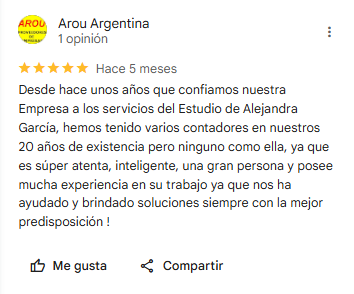 AROU
Arou Argentina
1 opinión
Hace 5 meses
Desde hace unos años que confiamos nuestra
Empresa a los servicios del Estudio de Alejandra
García, hemos tenido varios contadores en nuestros
20 años de existencia pero ninguno como ella, ya que
es súper atenta, inteligente, una gran persona y posee
mucha experiencia en su trabajo ya que nos ha
ayudado y brindado soluciones siempre con la mejor
predisposición !
Me gusta
Compartir